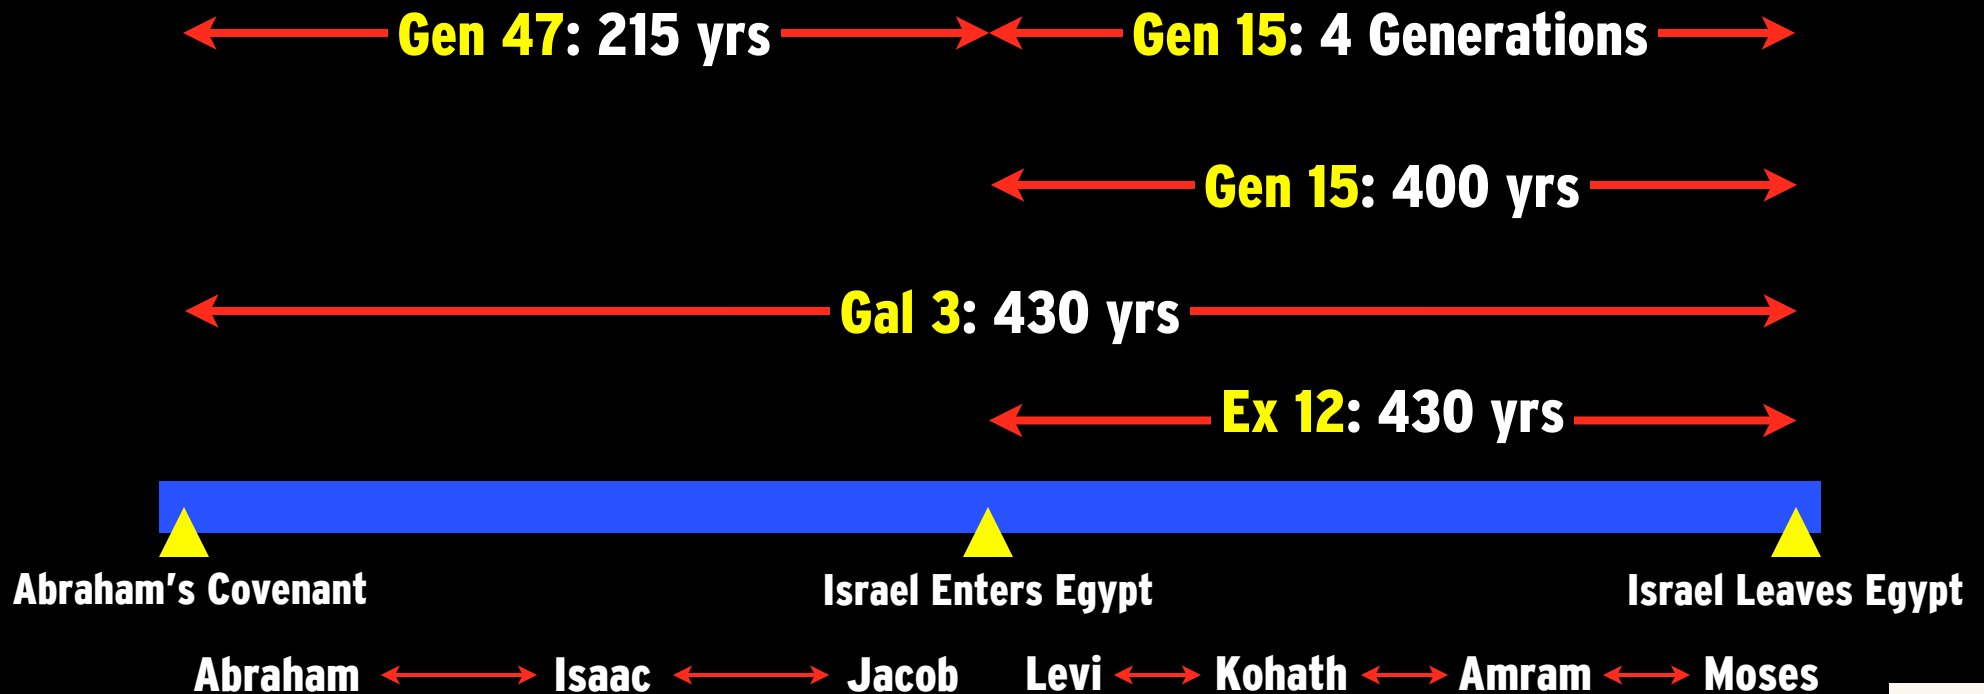 Gen 47: 215 yrs
Gen 15: 4 Generations
Gen 15: 400 yrs
Gal 3: 430 yrs
Ex 12: 430 yrs
Abraham's Covenant
Israel Enters Egypt
Israel Leaves Egypt
Abraham Isaac Jacob Levi Kohath Amram Moses